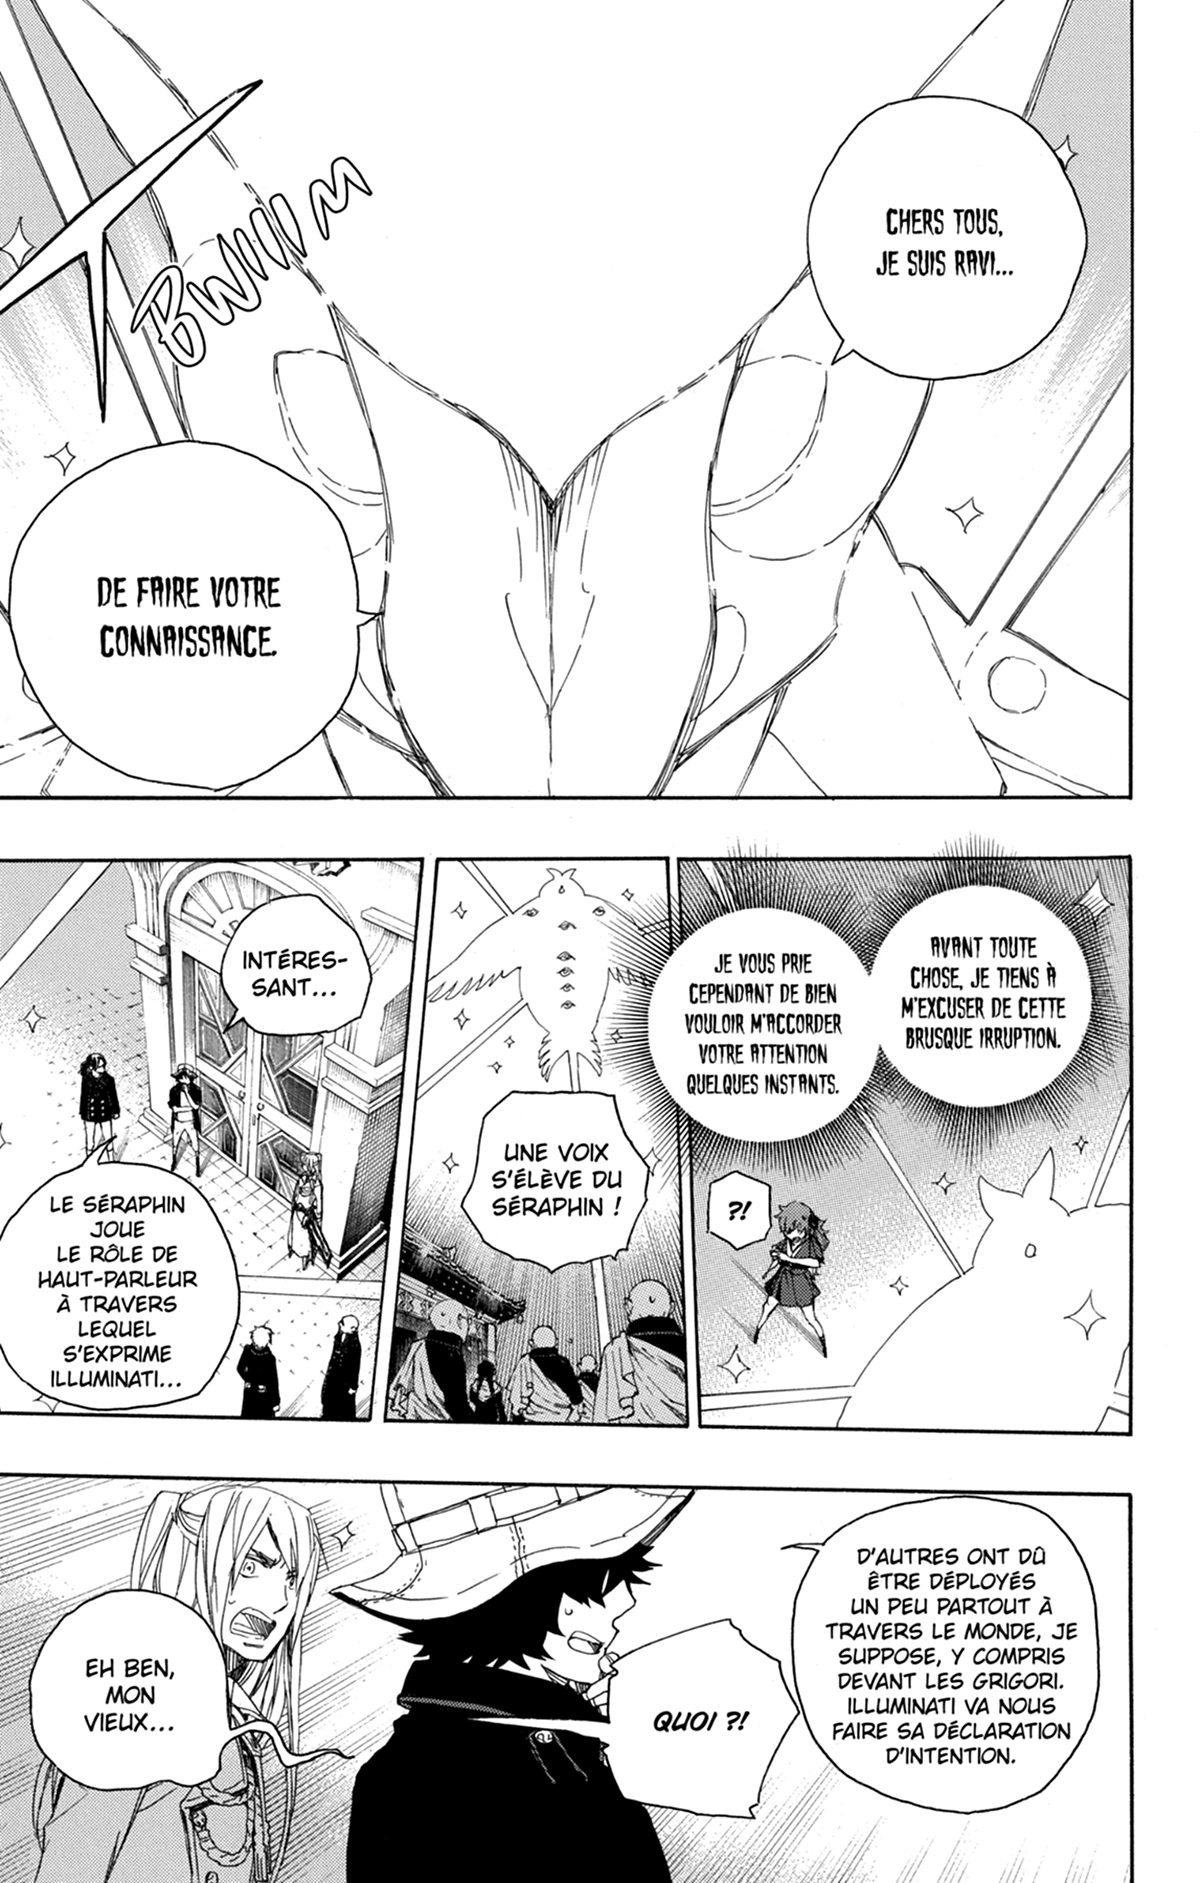 CHERS TOUS,
JE SUIS RAVI...
BWIIIM
DE FAIRE VOTRE
CONNAISSANCE.
AVANT TOUTE
CHOSE, JE TIENS À
M'EXCUSER DE CETTE
BRUSQUE IRRUPTION.
JE VOUS PRIE
CEPENDANT DE BIEN
VOULOIR M'ACCORDER
VOTRE ATTENTION
QUELQUES INSTANTS.
?!
UNE VOIX
S'ÉLÈVE DU
SÉRAPHIN !
INTÉRES-
SANT...
LE SÉRAPHIN
JOUE
LE RÔLE DE
HAUT-PARLEUR
À TRAVERS
LEQUEL
S'EXPRIME
ILLUMINATI...
D'AUTRES ONT DÛ
ÊTRE DÉPLOYÉS
UN PEU PARTOUT À
TRAVERS LE MONDE, JE
SUPPOSE, Y COMPRIS
DEVANT LES GRIGORI.
ILLUMINATI VA NOUS
FAIRE SA DÉCLARATION
D'INTENTION.
QUOI ?!
EH BEN,
MON
VIEUX...